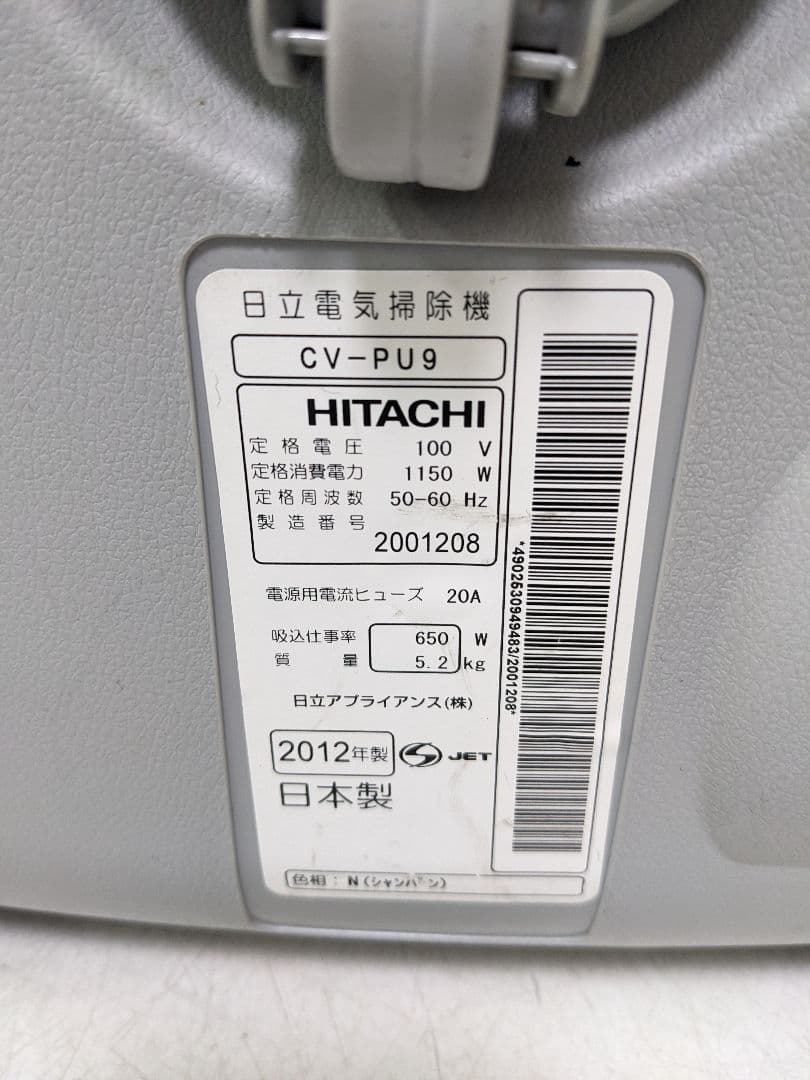 日立電気掃除機
CV-PU9
HITACHI
定格電圧 100 V
定格消費電力 1150 W
定格周波数 50-60 Hz
製造番号
2001208
電源用電流ヒューズ 20A
吸込仕事率 650 W
質量 5.2 kg
日立アプライアンス(株)
2012年製 S JET
日本製
色相：N(シャンパン)
*4902530949483/2001208*